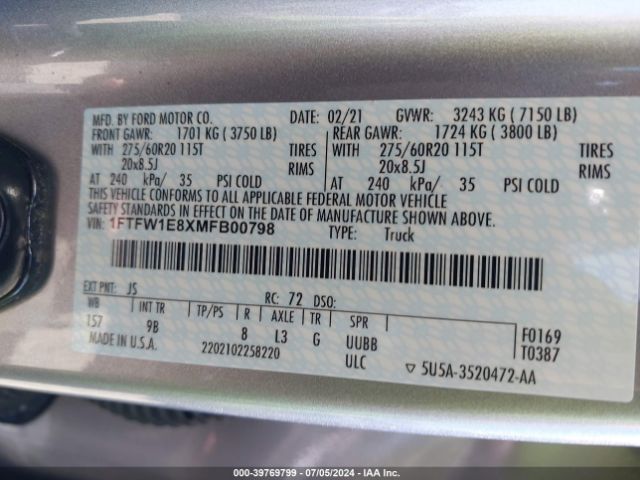 MFD. BY FORD MOTOR CO. DATE: 02/21 GVWR: 3243 KG ( 7150 LB)
FRONT GAWR: 1701 KG ( 3750 LB) REAR GAWR: 1724 KG ( 3800 LB)
WITH 275/60R20 115T TIRES WITH 275/60R20 115T TIRES
20x8.5J RIMS 20x8.5J RIMS
AT 240 kPa/ 35 PSI COLD AT 240 kPa/ 35 PSI COLD
THIS VEHICLE CONFORMS TO ALL APPLICABLE FEDERAL MOTOR VEHICLE
SAFETY STANDARDS IN EFFECT ON THE DATE OF MANUFACTURE SHOWN ABOVE.
VIN: 1FTFW1E8XMFB00798 TYPE: Truck
EXT PNT: JS RC: 72 DSO:
WB INT TR TP/PS R AXLE TR SPR
157 9B 8 L3 G UUBB F0169
MADE IN U.S.A. 2202102258220 ULC T0387
▽ 5U5A-3520472-AA
000-39769799 - 07/05/2024 - IAA Inc.